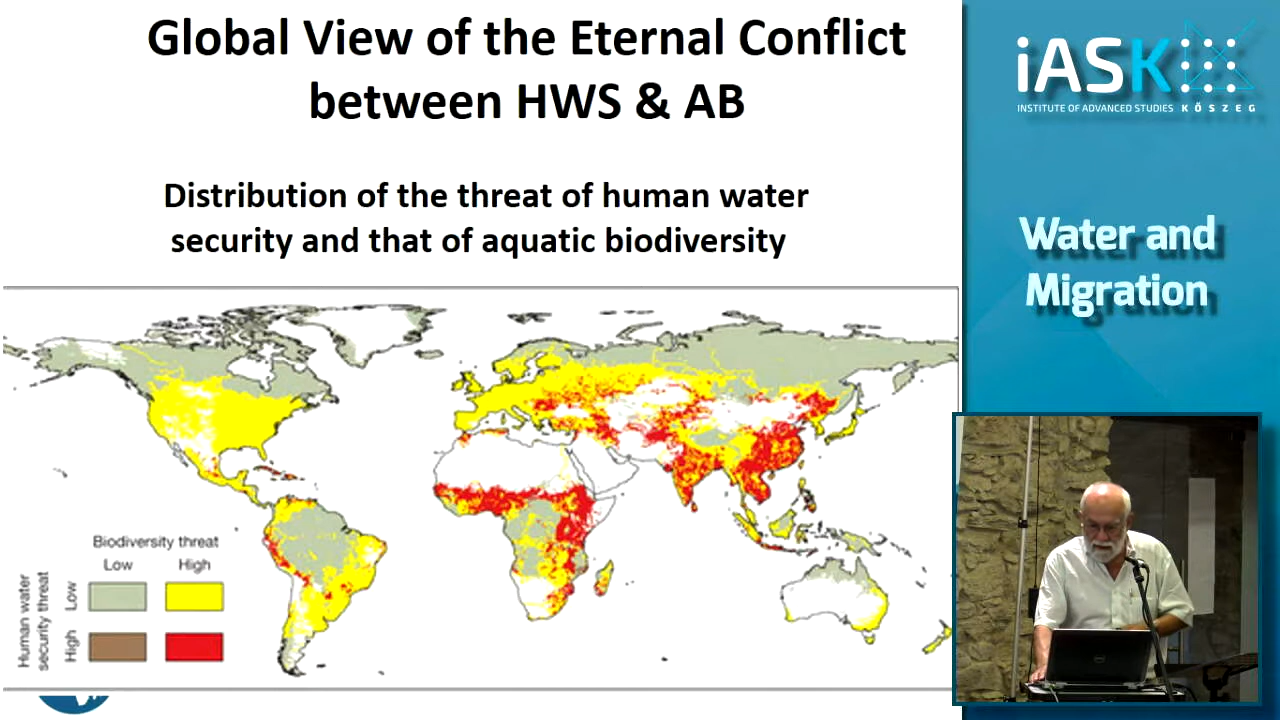 Global View of the Eternal Conflict
between HWS & AB
Distribution of the threat of human water
security and that of aquatic biodiversity
Biodiversity threat
Low High
Human water
security threat
Low
High
iASK
INSTITUTE OF ADVANCED STUDIES KŐSZEG
Water and
Migration